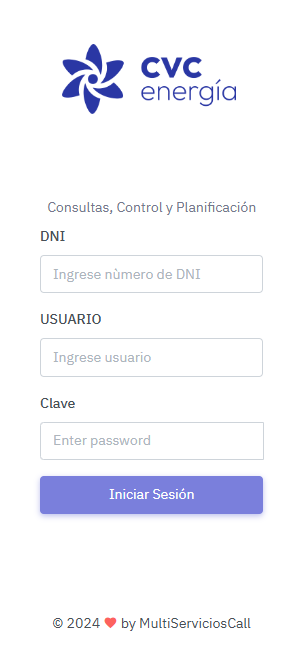 CVC
energía
Consultas, Control y Planificación
DNI
Ingrese nùmero de DNI
USUARIO
Ingrese usuario
Clave
Enter password
Iniciar Sesión
© 2024 ❤ by MultiServiciosCall